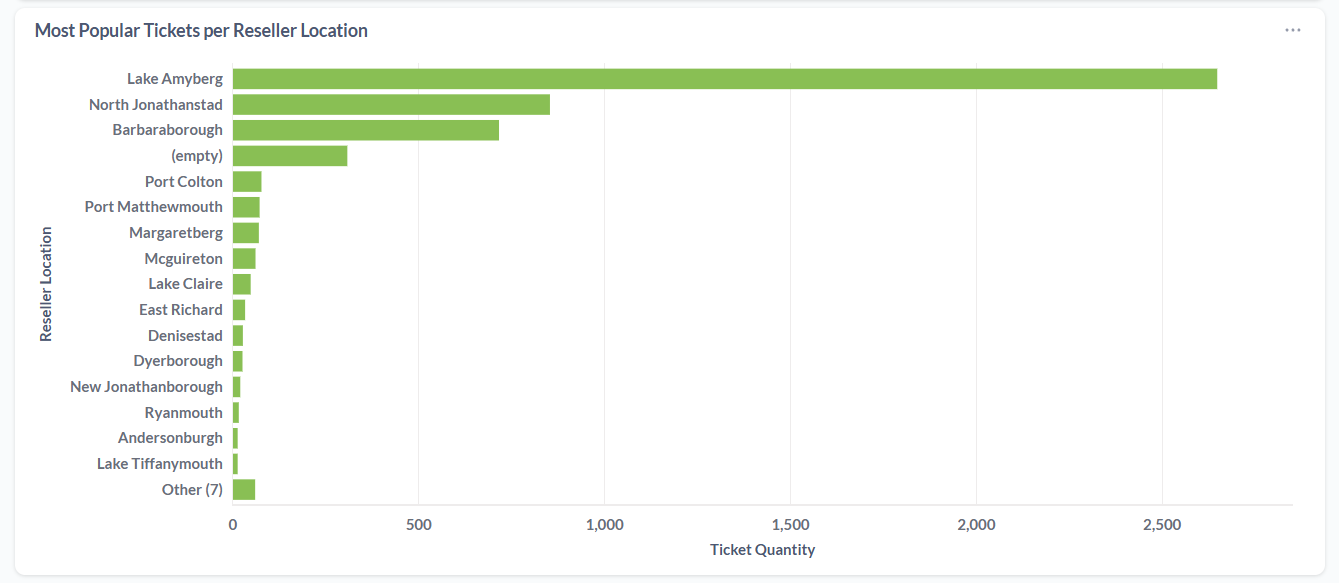 Most Popular Tickets per Reseller Location
Reseller Location
Lake Amyberg
North Jonathanstad
Barbaraborough
(empty)
Port Colton
Port Matthewmouth
Margaretberg
Mcguireton
Lake Claire
East Richard
Denisestad
Dyerborough
New Jonathanborough
Ryanmouth
Andersonburgh
Lake Tiffanymouth
Other (7)
0 500 1,000 1,500 2,000 2,500
Ticket Quantity